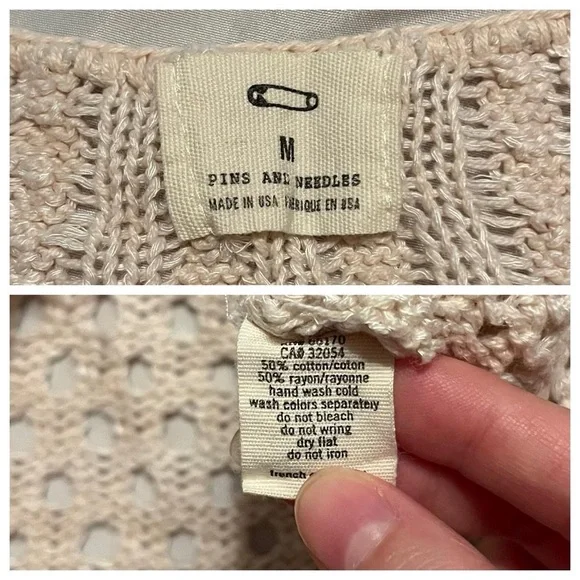 M
PINS AND NEEDLES
MADE IN USA FABRIQUE EN USA
CA# 32054
50% cotton/coton
50% rayon/rayonne
hand wash cold
wash colors separately
do not bleach
do not wring
dry flat
do not iron
french